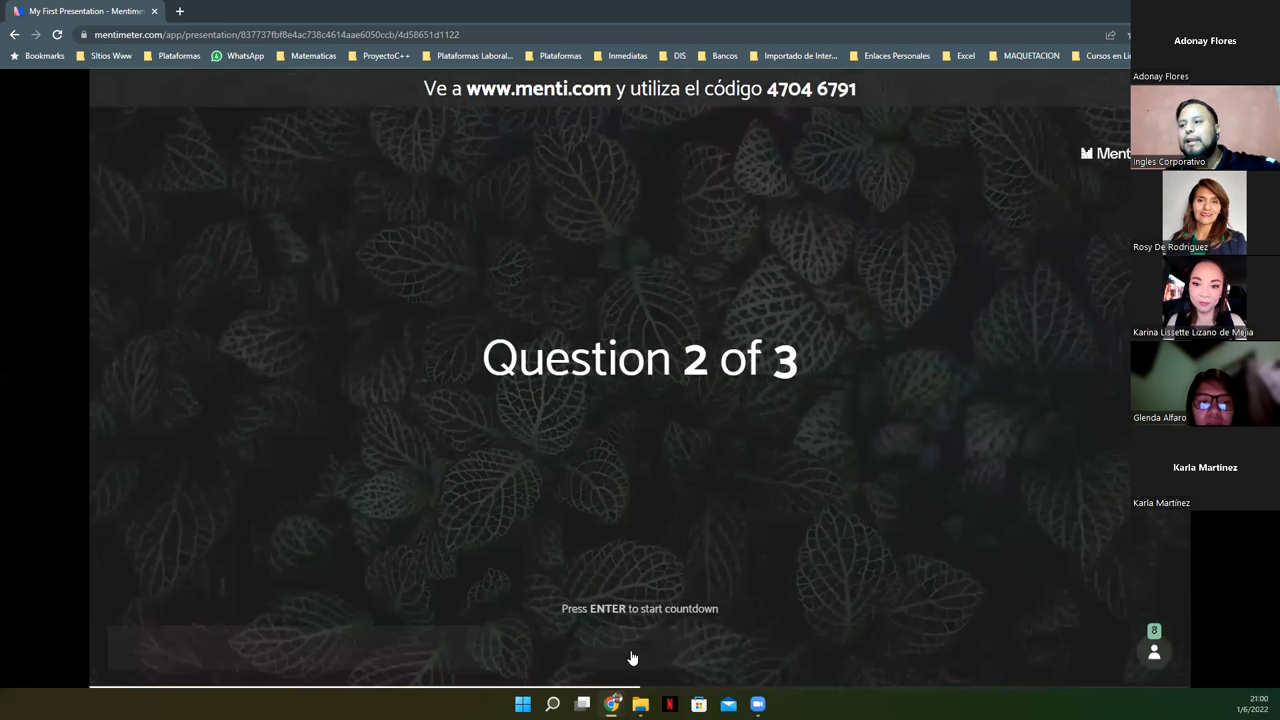 My First Presentation - Mentime
mentimeter.com/app/presentation/837737fbf8e4ac738c4614aae6050ccb/4d58651d1122
Bookmarks
SItios Www
Plataformas
WhatsApp
Matematicas
ProyectoC++
Plataformas Laboral...
Plataformas
Inmediatas
DIS
Bancos
Importado de Inter...
Enlaces Personales
Excel
MAQUETACION
Cursos en Li
Ve a www.menti.com y utiliza el código 4704 6791
Ment
Question 2 of 3
Press ENTER to start countdown
8
Adonay Flores
Adonay Flores
Ingles Corporativo
Rosy De Rodriguez
Karina Lissette Lizano de Mejia
Glenda Alfaro
Karla Martínez
Karla Martínez
21:00
1/6/2022